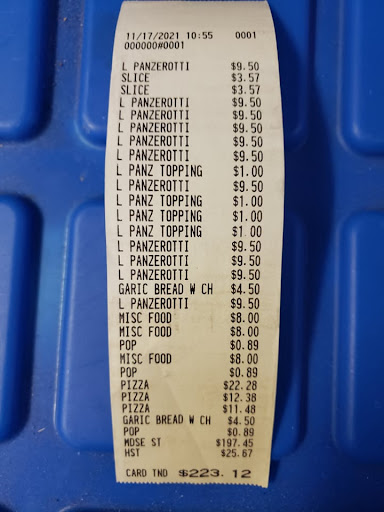 11/17/2021 10:55 0001
000000#0001
L PANZEROTTI $9.50
SLICE $3.57
SLICE $3.57
L PANZEROTTI $9.50
L PANZEROTTI $9.50
L PANZEROTTI $9.50
L PANZEROTTI $9.50
L PANZEROTTI $9.50
L PANZ TOPPING $1.00
L PANZEROTTI $9.50
L PANZ TOPPING $1.00
L PANZ TOPPING $1.00
L PANZ TOPPING $1.00
L PANZEROTTI $9.50
L PANZEROTTI $9.50
L PANZEROTTI $9.50
GARIC BREAD W CH $4.50
L PANZEROTTI $9.50
MISC FOOD $8.00
MISC FOOD $8.00
POP $0.89
MISC FOOD $8.00
POP $0.89
PIZZA $22.28
PIZZA $12.38
PIZZA $11.48
GARIC BREAD W CH $4.50
POP $0.89
MDSE ST $197.45
HST $25.67
CARD TND $223.12